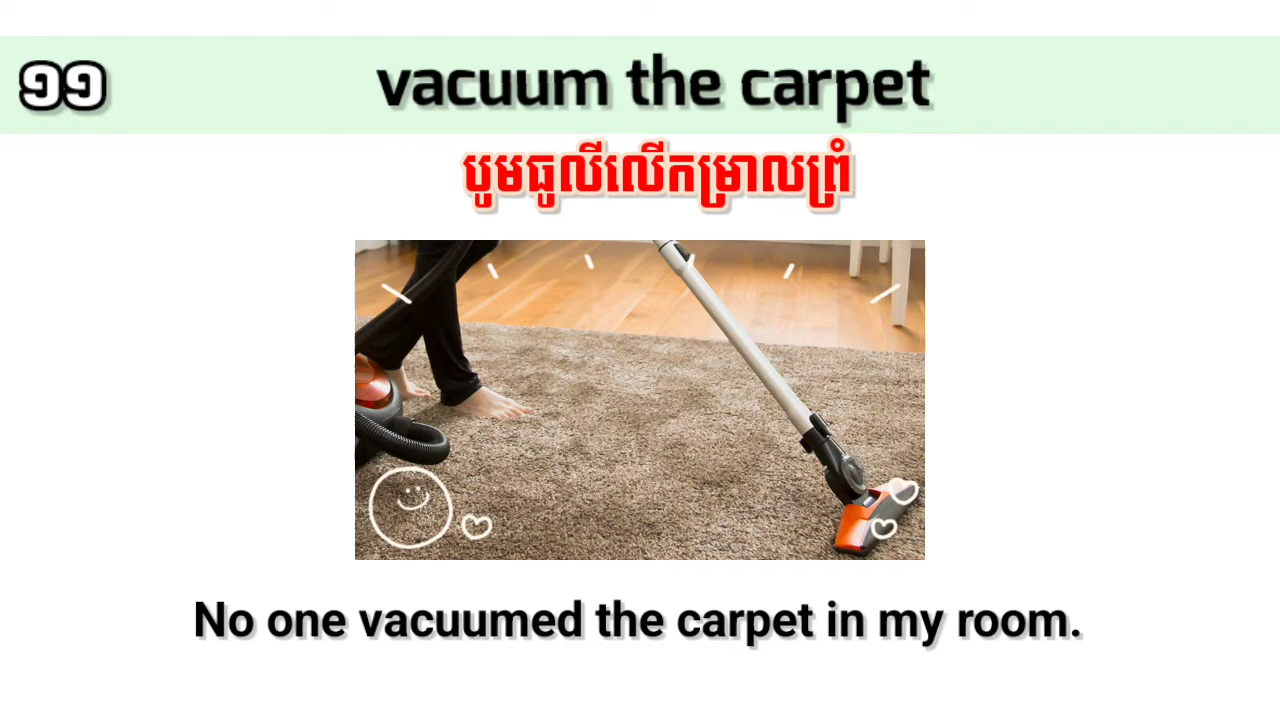 ១១
vacuum the carpet
បូមធូលីលើកម្រាលព្រំ
No one vacuumed the carpet in my room.